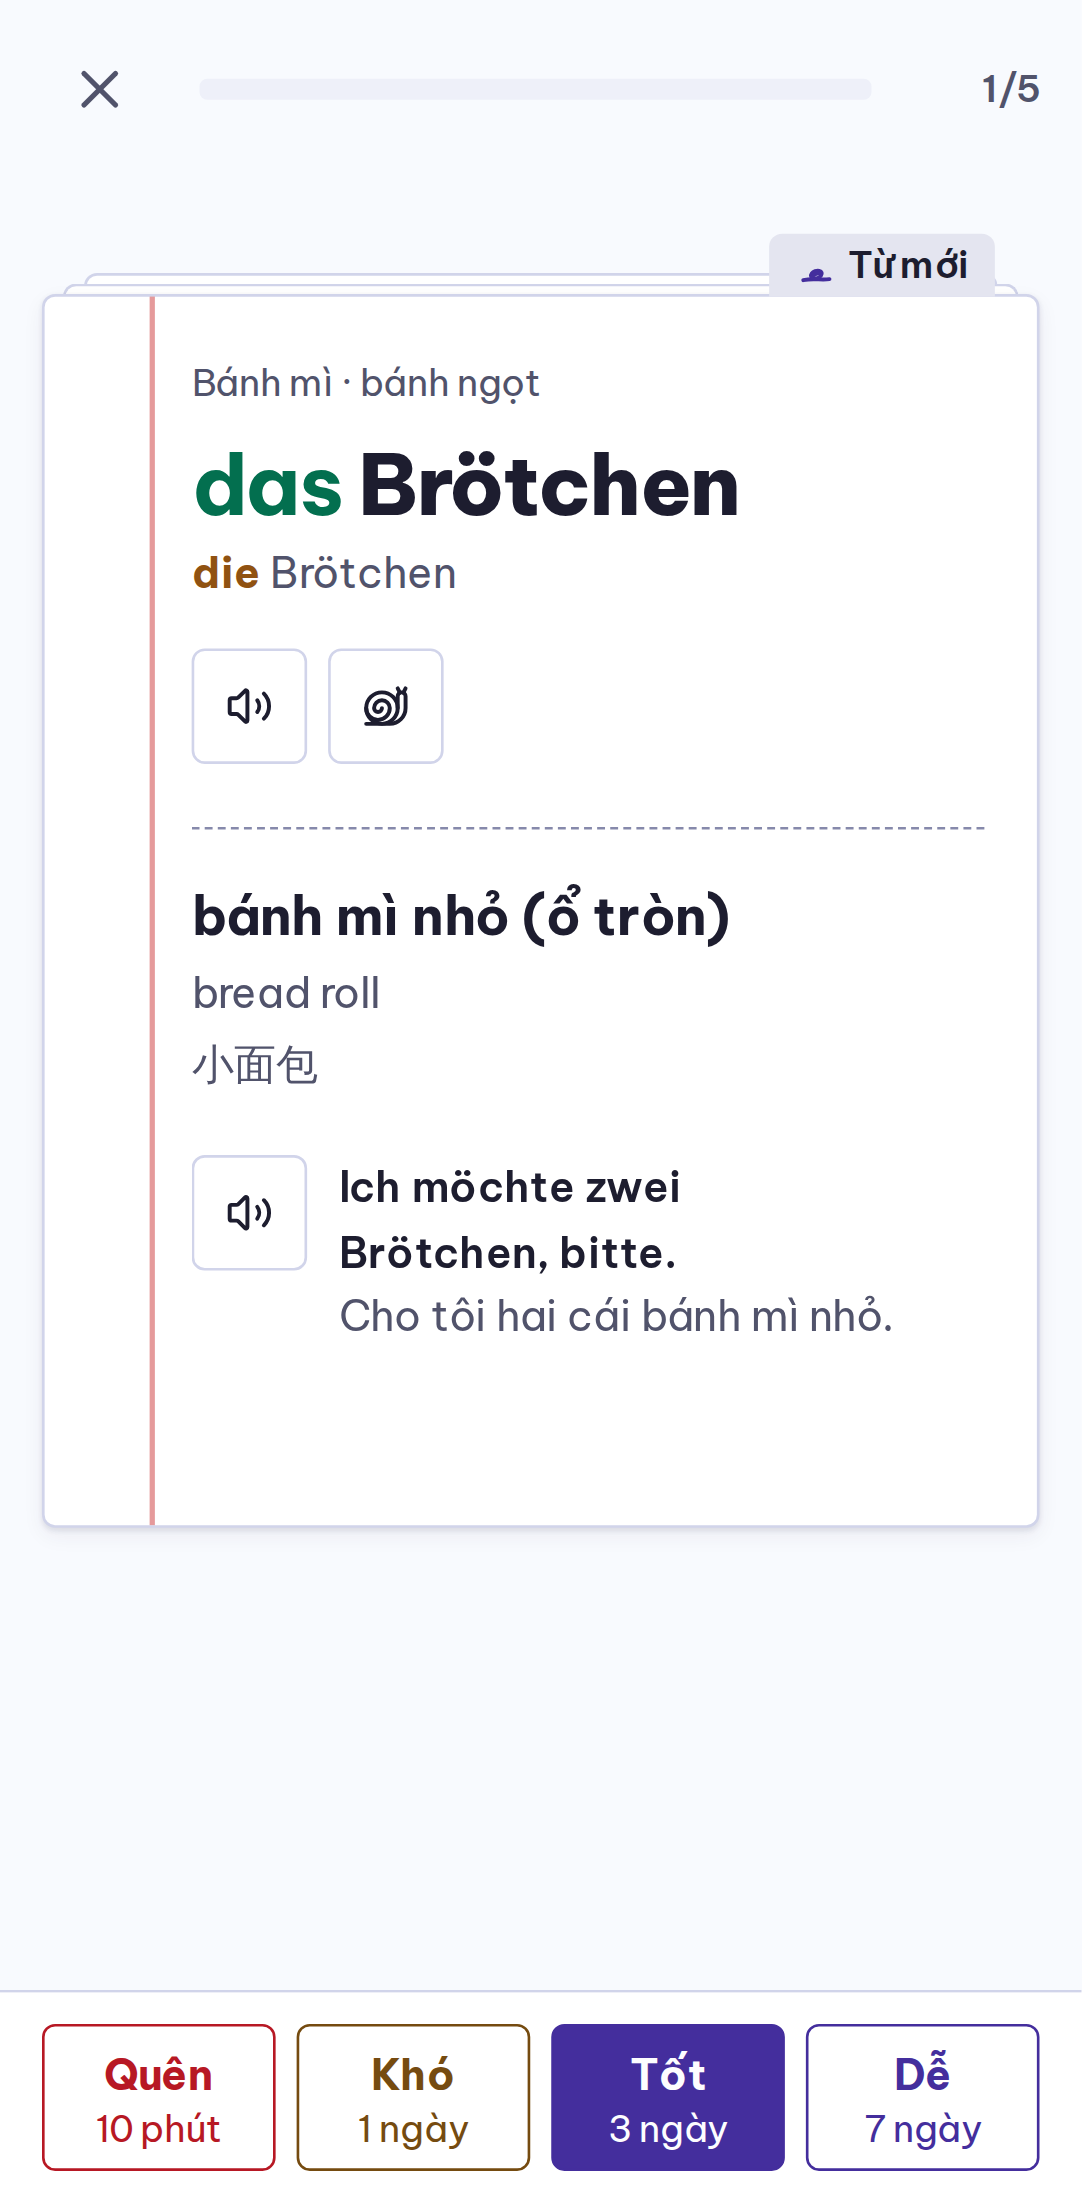 1/5
Từ mới
Bánh mì · bánh ngọt
das Brötchen
die Brötchen
bánh mì nhỏ (ổ tròn)
bread roll
小面包
Ich möchte zwei
Brötchen, bitte.
Cho tôi hai cái bánh mì nhỏ.
Quên
10 phút
Khó
1 ngày
Tốt
3 ngày
Dễ
7 ngày